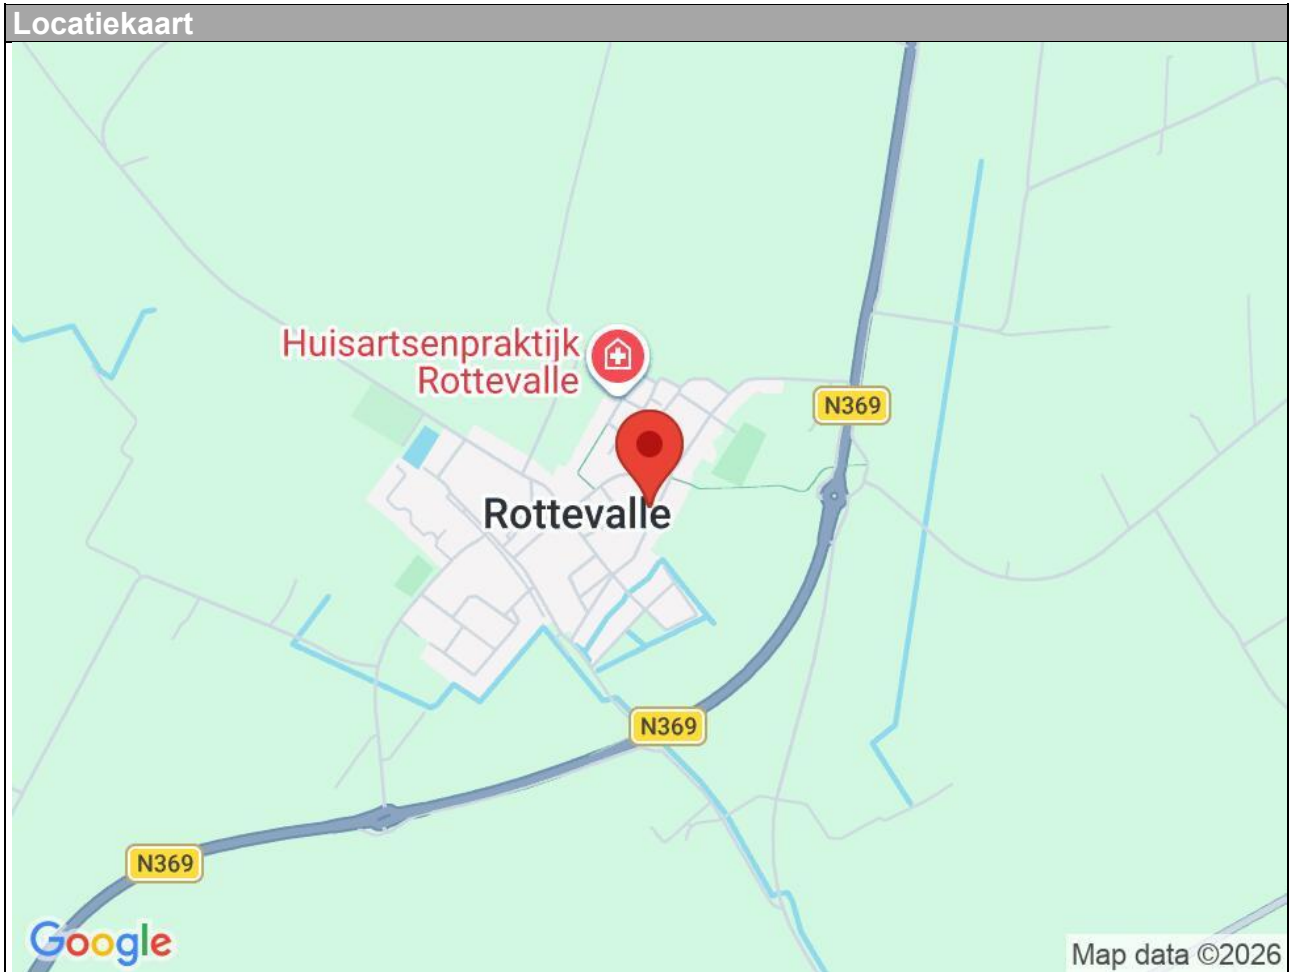 Locatiekaart
Huisartsenpraktijk
Rottevalle
N369
Rottevalle
N369
N369
Google
Map data ©2026